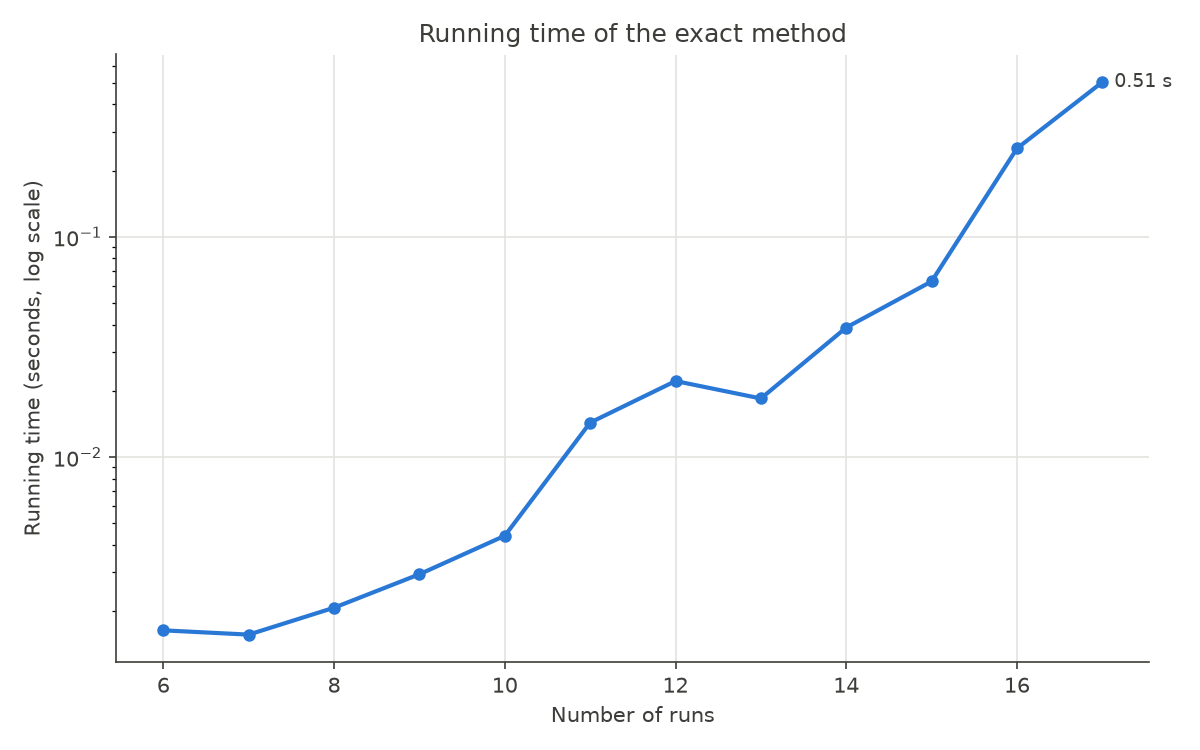 Running time of the exact method
Running time (seconds, log scale)
10⁻¹
10⁻²
0.51 s
6 8 10 12 14 16
Number of runs